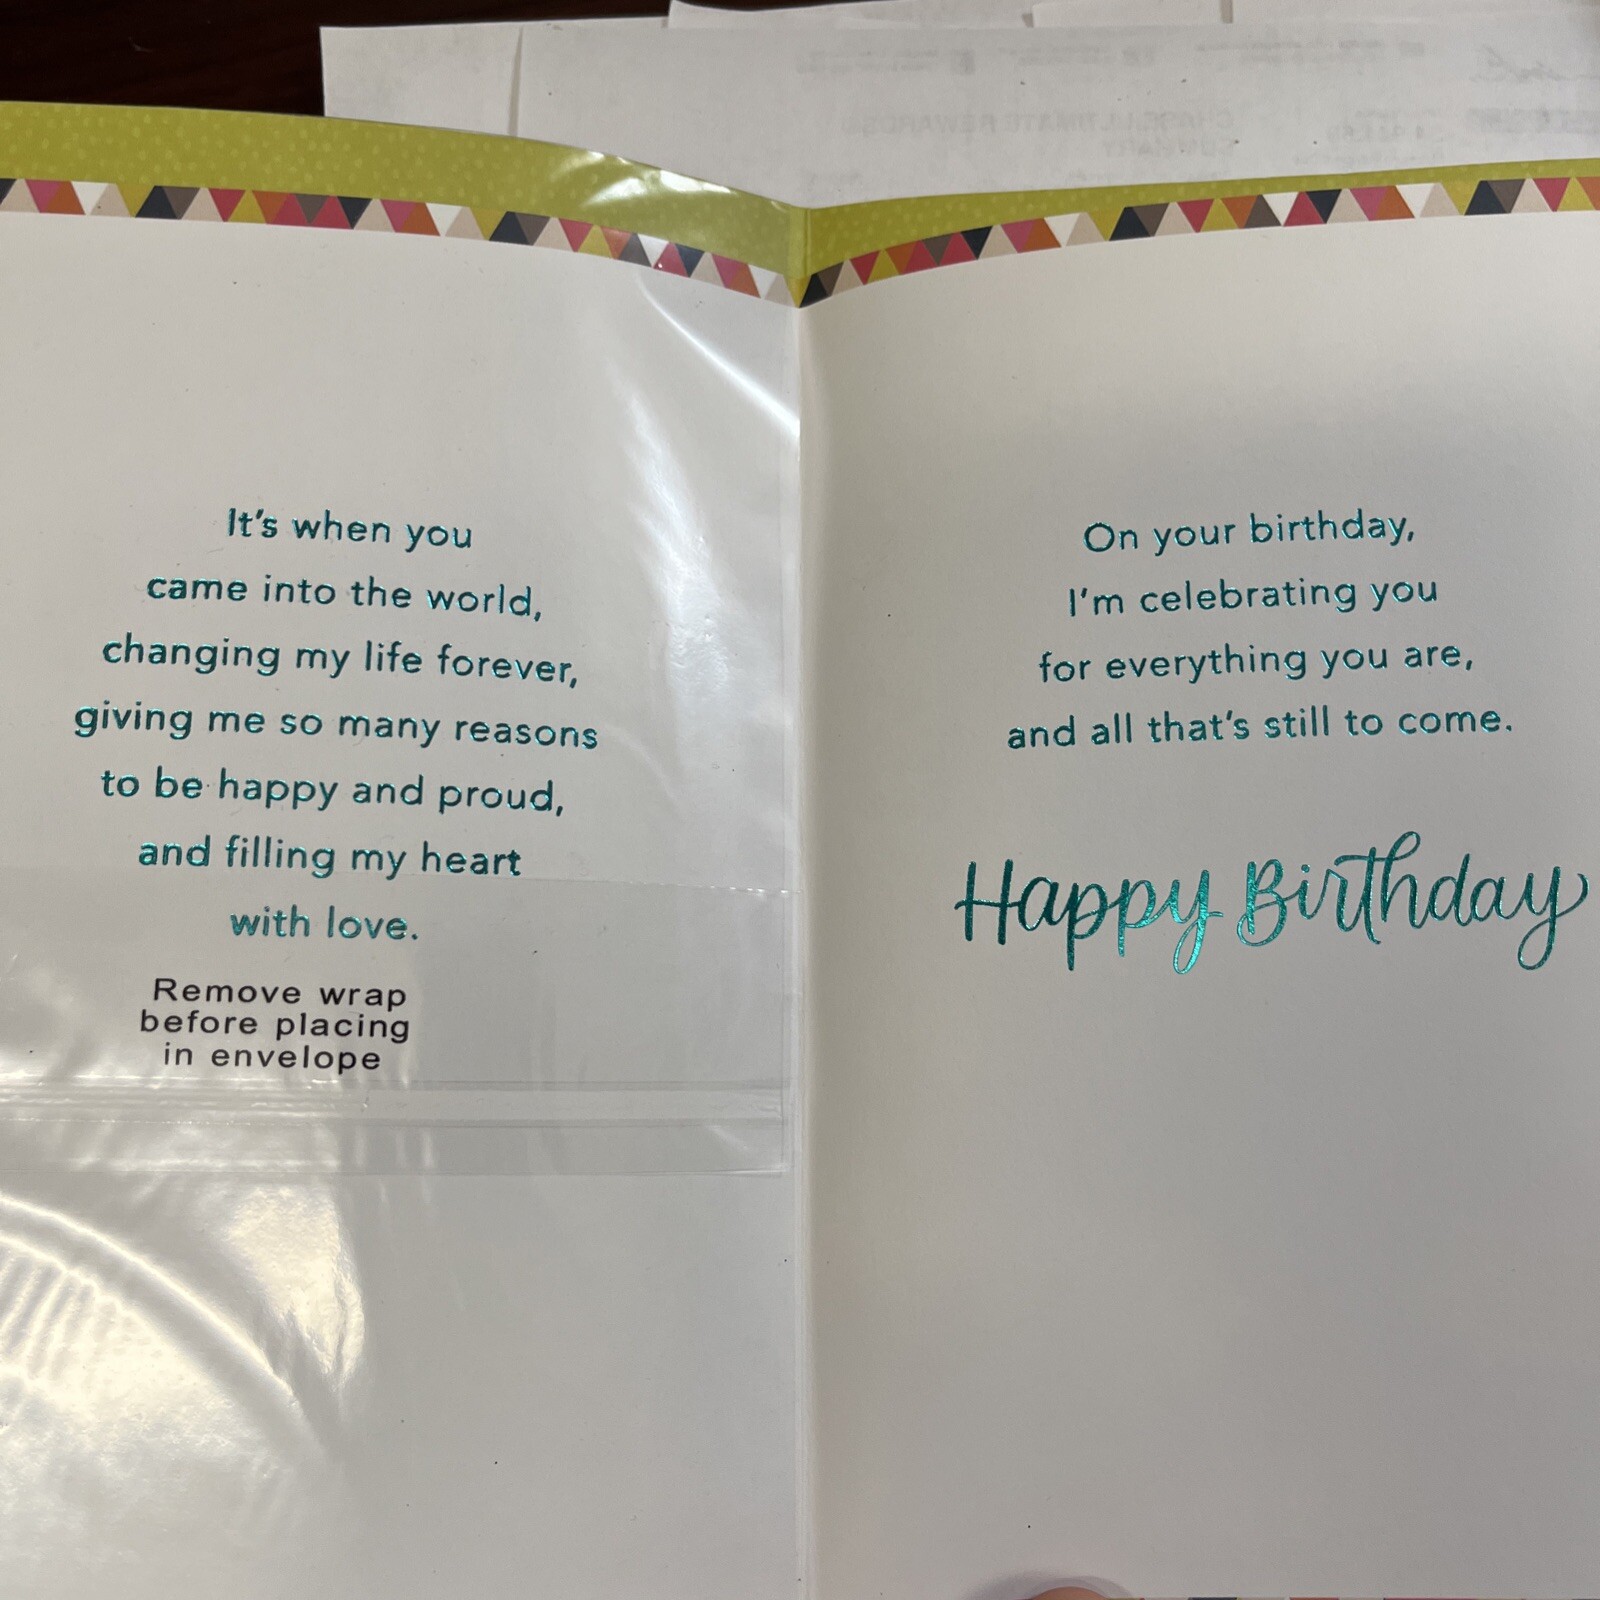 It's when you
came into the world,
changing my life forever,
giving me so many reasons
to be happy and proud,
and filling my heart
with love.
Remove wrap
before placing
in envelope
On your birthday,
I'm celebrating you
for everything you are,
and all that's still to come.
Happy Birthday